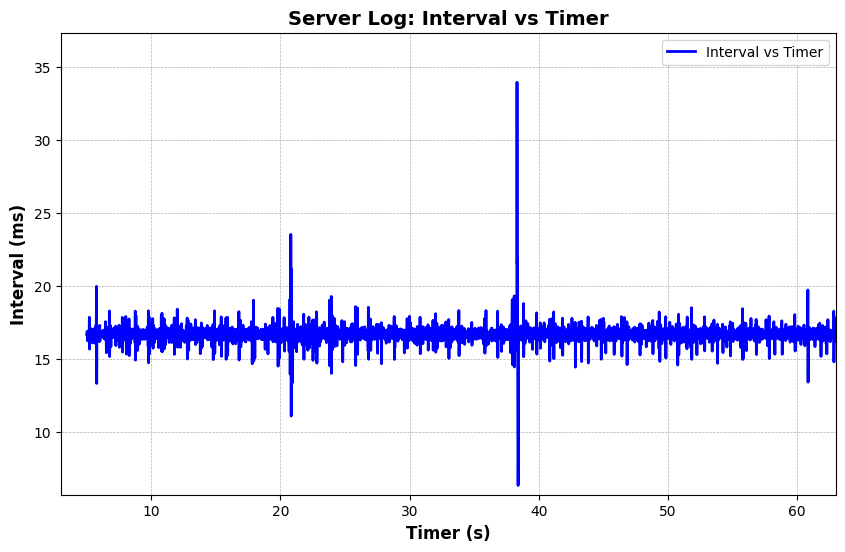 Server Log: Interval vs Timer
Interval vs Timer
Interval (ms)
35
30
25
20
15
10
10 20 30 40 50 60
Timer (s)